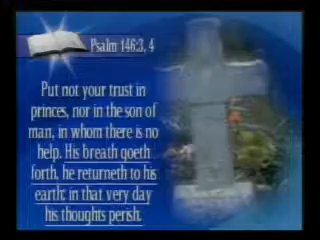 Psalm 146:3, 4
Put not your trust in
princes, nor in the son of
man, in whom there is no
help. His breath goeth
forth, he returneth to his
earth; in that very day
his thoughts perish.